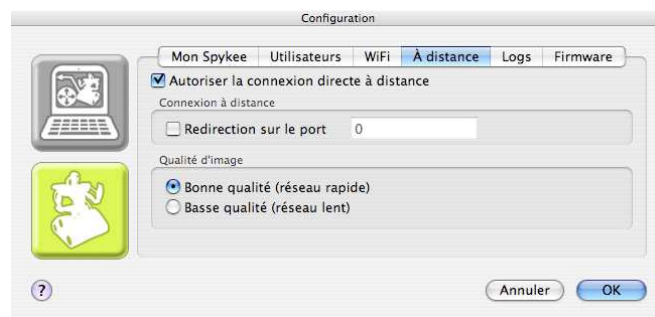 Configuration
Mon Spykee Utilisateurs WiFi À distance Logs Firmware
Autoriser la connexion directe à distance
Connexion à distance
Redirection sur le port 0
Qualité d'image
Bonne qualité (réseau rapide)
Basse qualité (réseau lent)
? Annuler OK